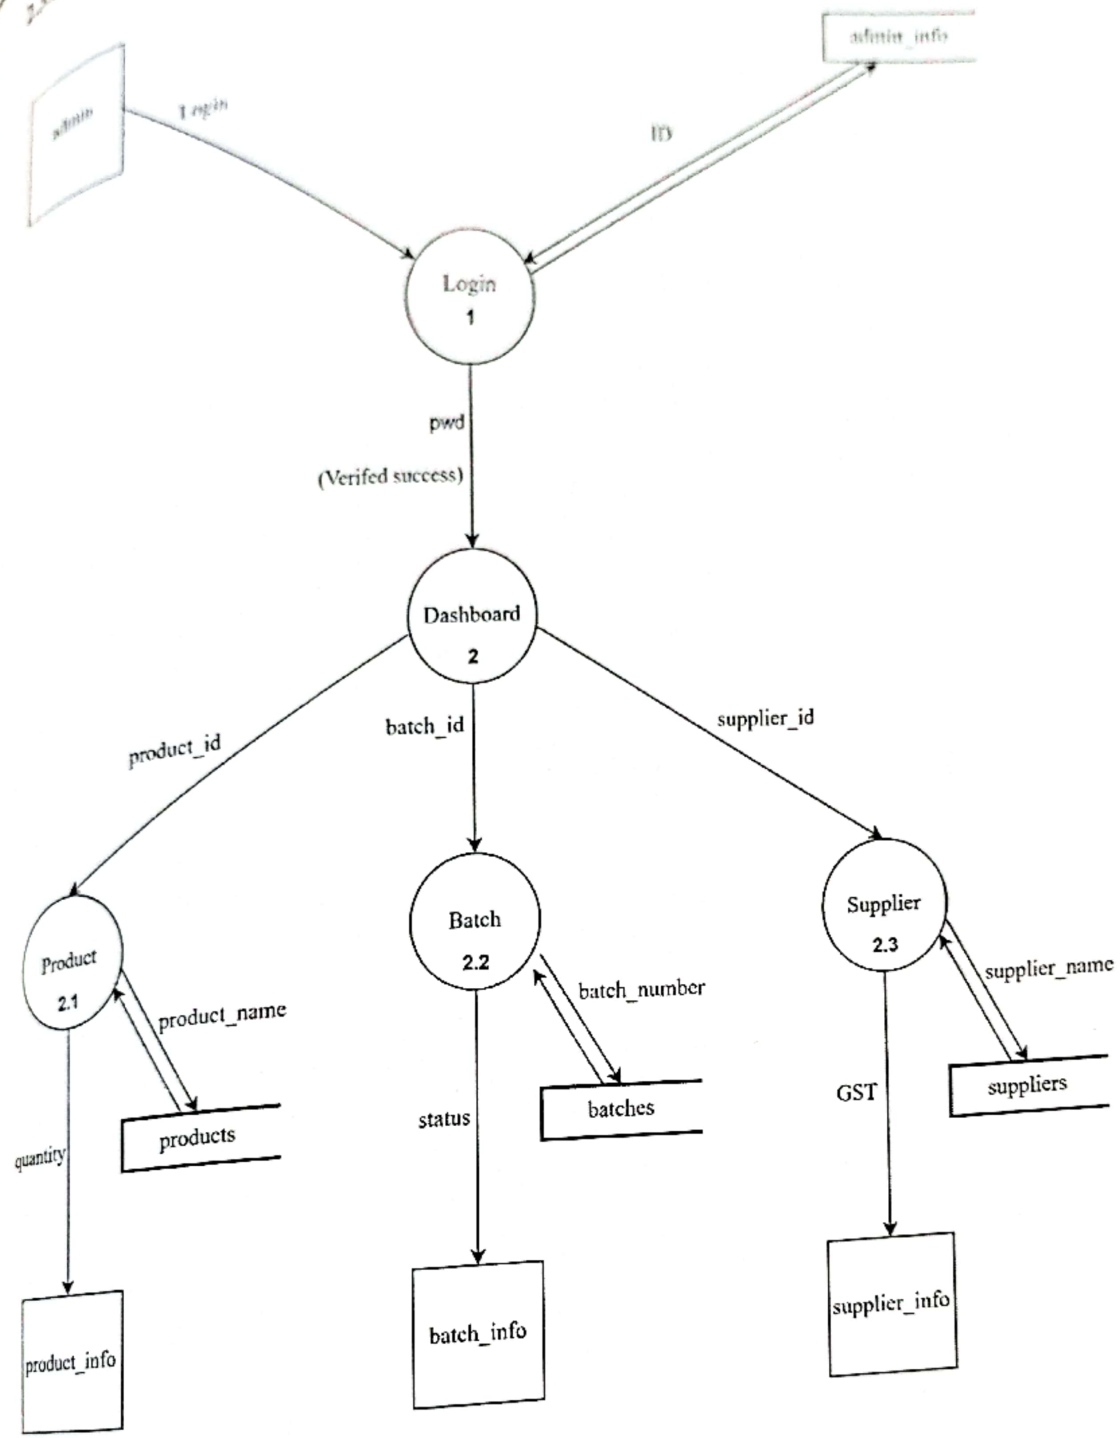 admin_info
admin
Login
ID
Login
1
pwd
(Verifed success)
Dashboard
2
product_id
batch_id
supplier_id
Product
2.1
Batch
2.2
Supplier
2.3
product_name
batch_number
supplier_name
products
batches
suppliers
quantity
status
GST
product_info
batch_info
supplier_info